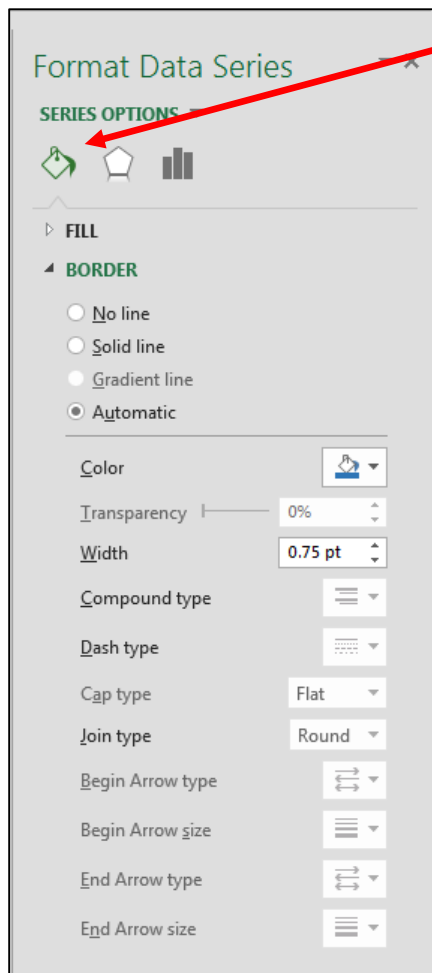 Format Data Series
SERIES OPTIONS
FILL
BORDER
No line
Solid line
Gradient line
Automatic
Color
Transparency 0%
Width 0.75 pt
Compound type
Dash type
Cap type Flat
Join type Round
Begin Arrow type
Begin Arrow size
End Arrow type
End Arrow size